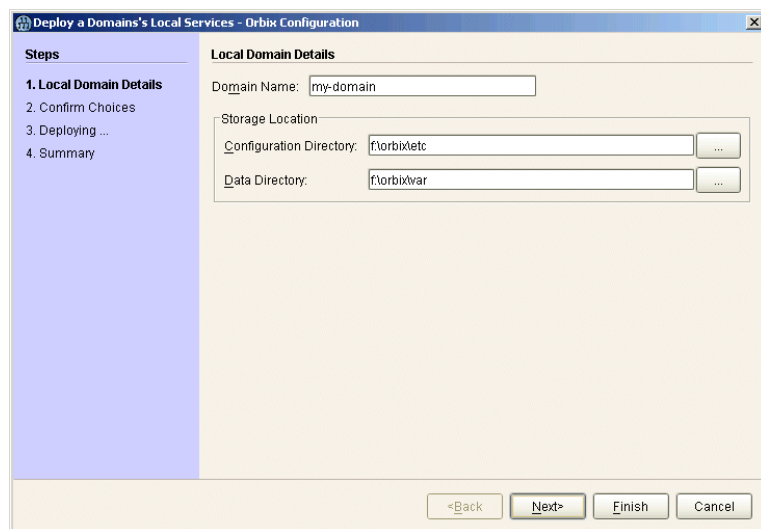 Deploy a Domains's Local Services - Orbix Configuration
Steps
1. Local Domain Details
2. Confirm Choices
3. Deploying ...
4. Summary
Local Domain Details
Domain Name: my-domain
Storage Location
Configuration Directory: f:\orbix\etc ...
Data Directory: f:\orbix\var ...
<Back Next> Finish Cancel